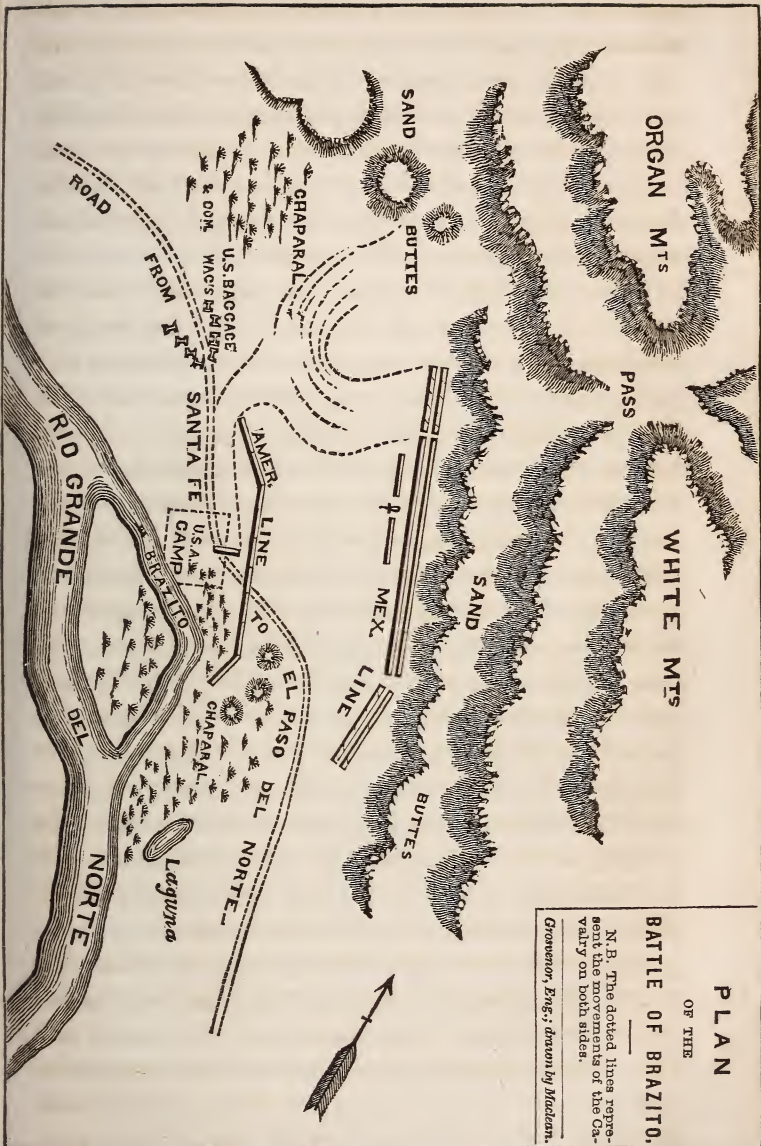 PLAN
OF THE
BATTLE OF BRAZITO,
N.B. The dotted lines repre-
sent the movements of the Ca-
valry on both sides.
Grosvenor, Eng.; drawn by Maclean.
ORGAN MTS
PASS
WHITE MTS
SAND BUTTES
SAND BUTTES
MEX. LINE
CHAPARAL
U.S. BAGGAGE
& DOM. WAG'S
AMER. LINE
ROAD FROM SANTA FE TO EL PASO DEL NORTE
U.S.A.
CAMP
CHAPARAL
BRAZITO
Laguna
RIO GRANDE DEL NORTE